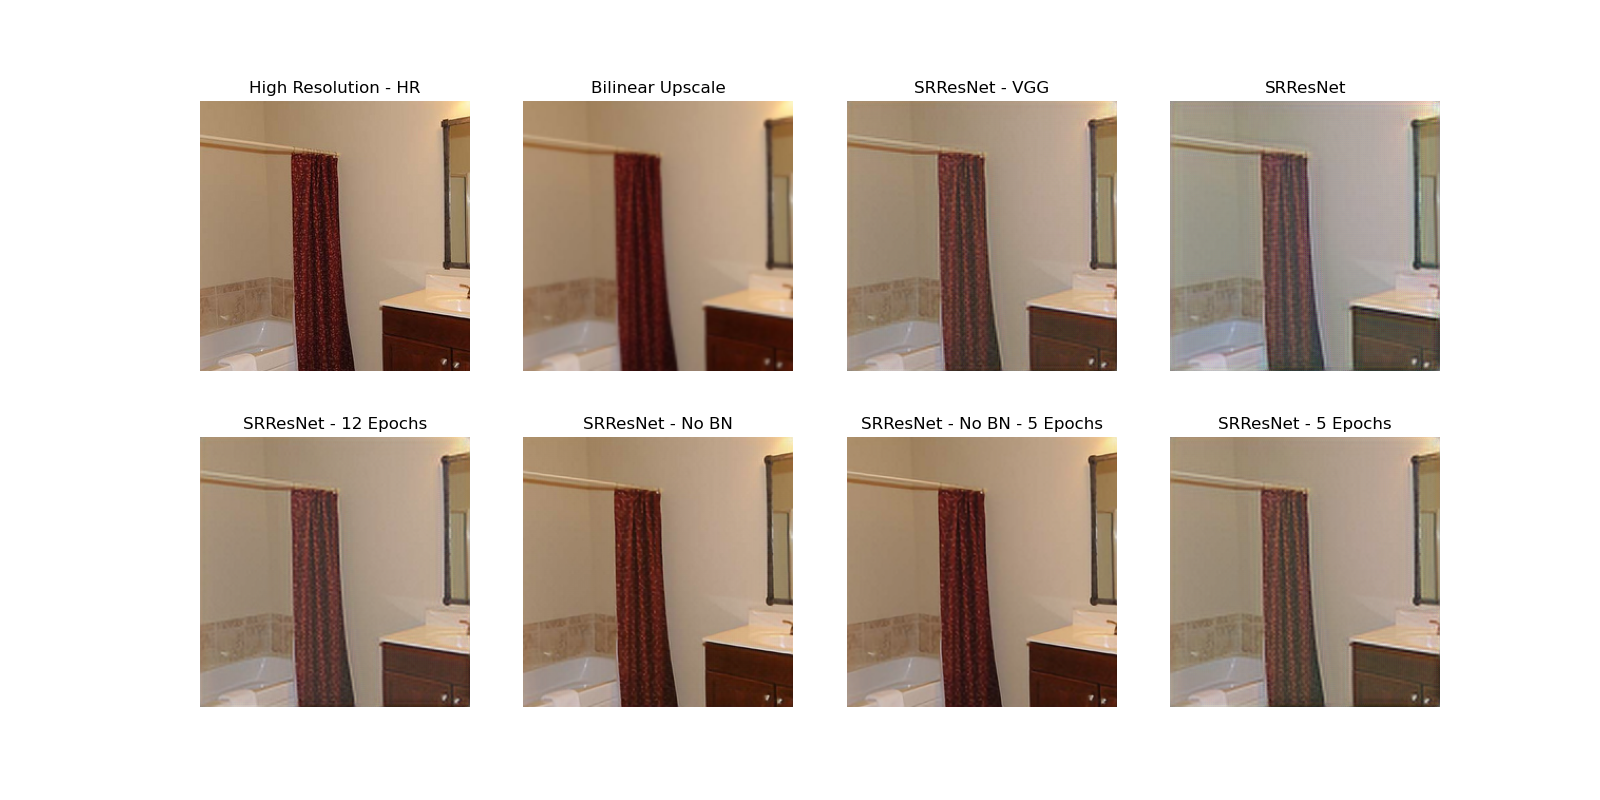 High Resolution - HR
Bilinear Upscale
SRResNet - VGG
SRResNet
SRResNet - 12 Epochs
SRResNet - No BN
SRResNet - No BN - 5 Epochs
SRResNet - 5 Epochs